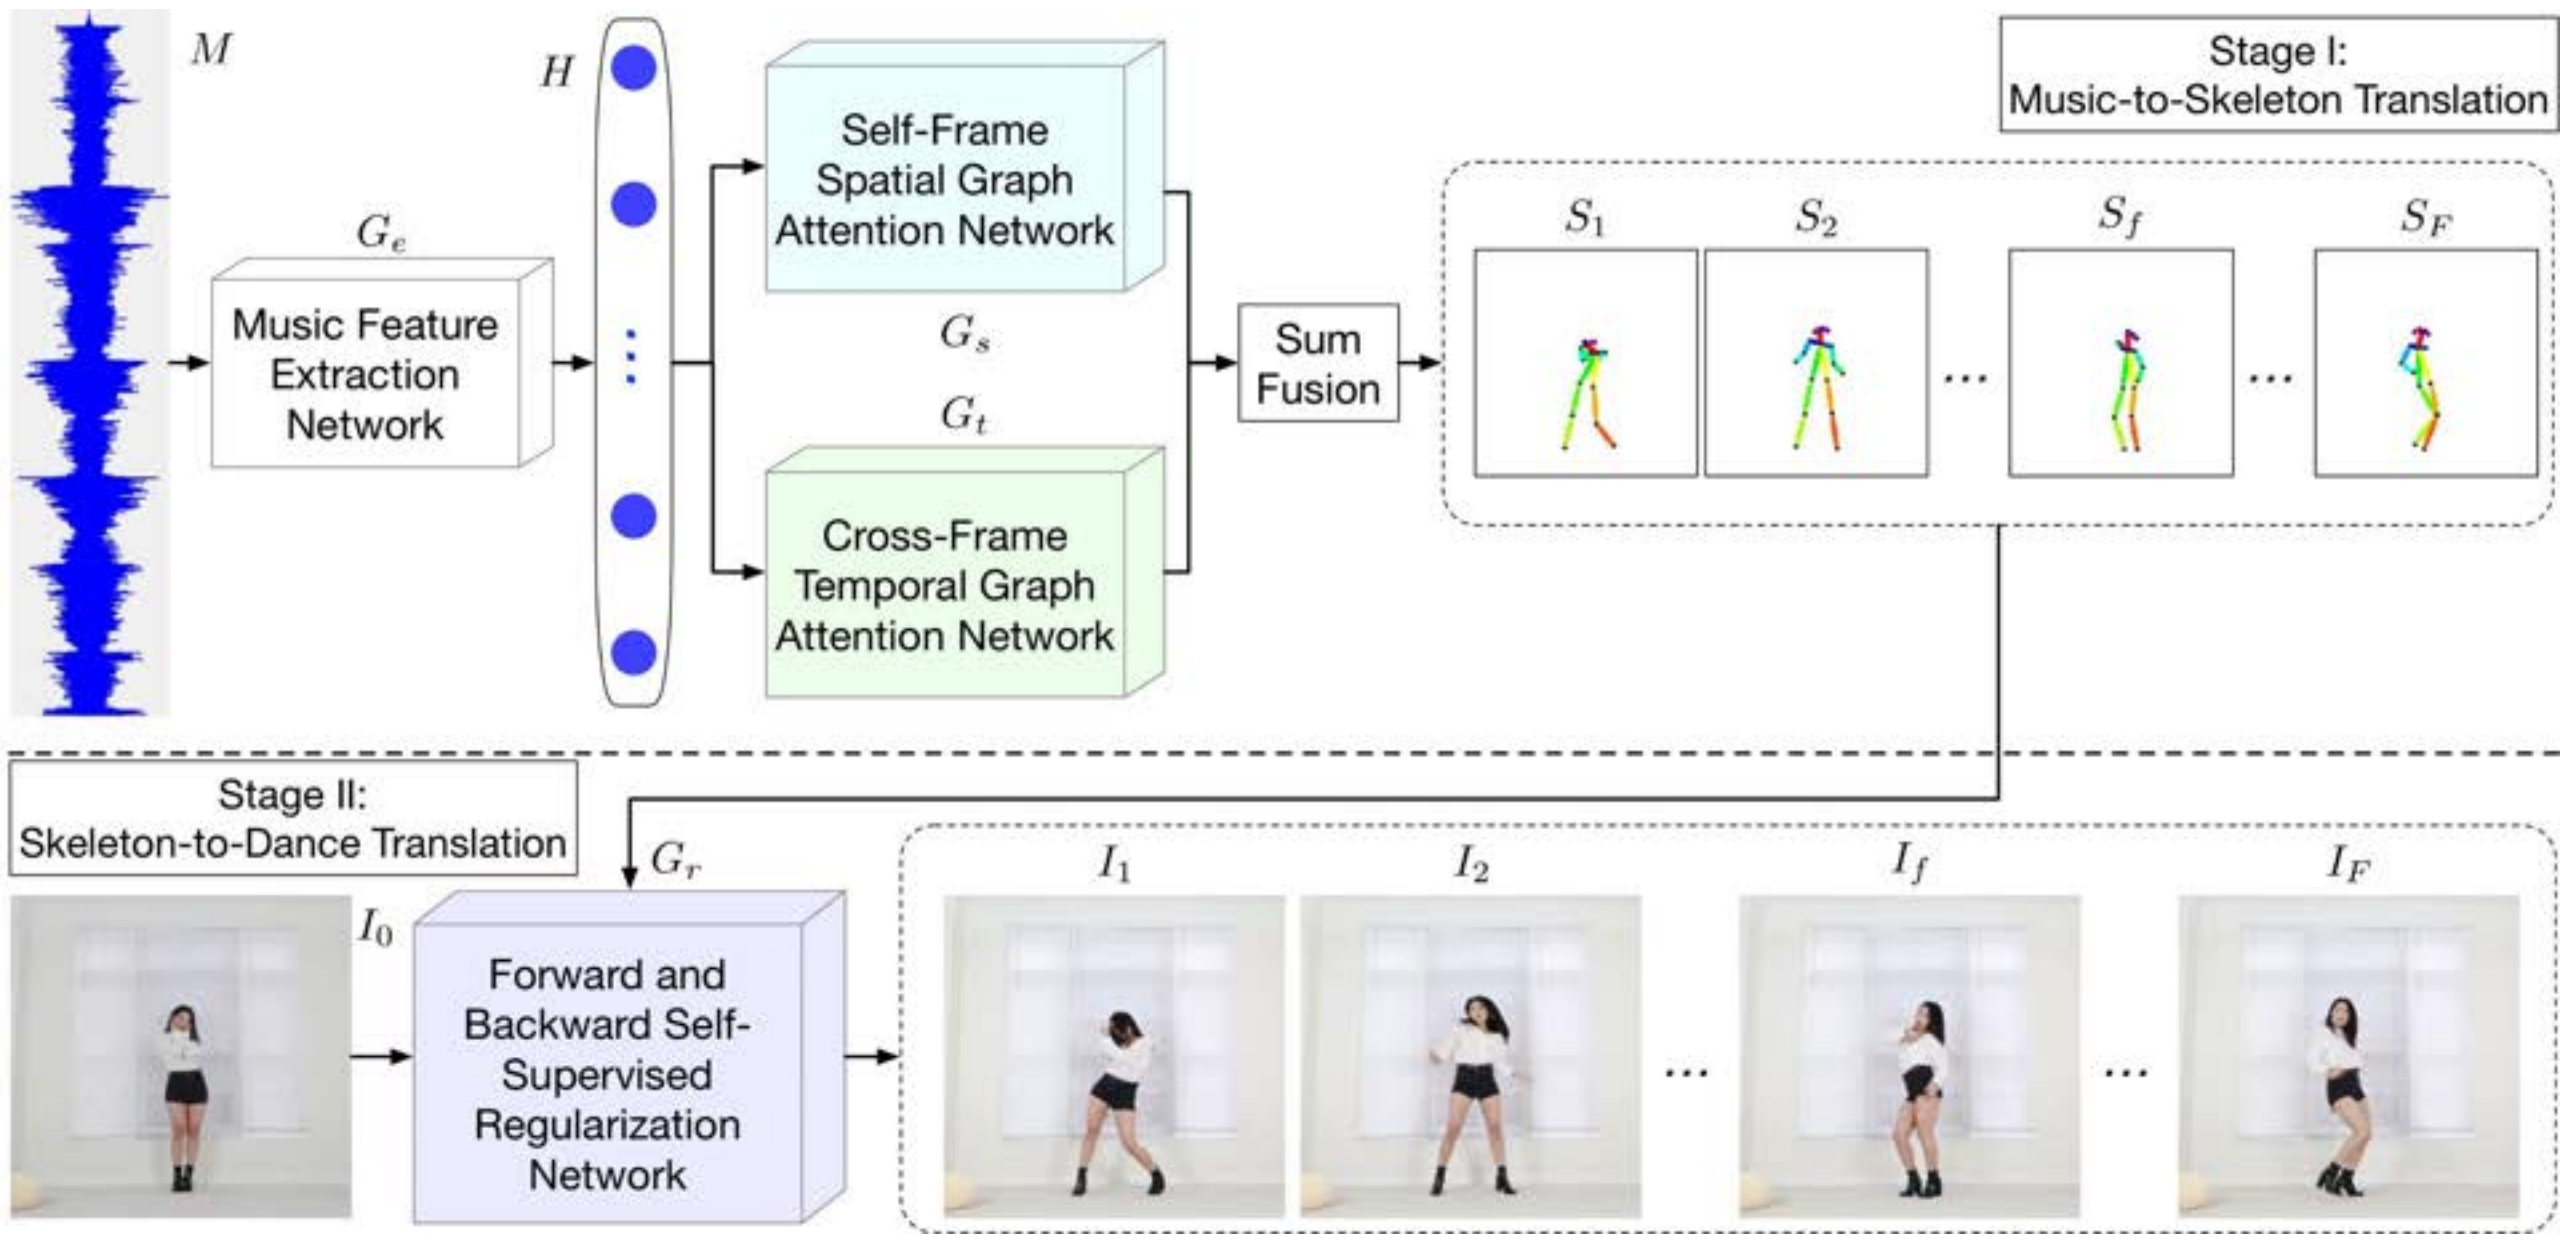 M
H
G_e
Music Feature
Extraction
Network
Self-Frame
Spatial Graph
Attention Network
G_s
G_t
Cross-Frame
Temporal Graph
Attention Network
Sum
Fusion
Stage I:
Music-to-Skeleton Translation
S_1 S_2 ... S_f ... S_F
Stage II:
Skeleton-to-Dance Translation
I_0
G_r
Forward and
Backward Self-
Supervised
Regularization
Network
I_1 I_2 ... I_f ... I_F